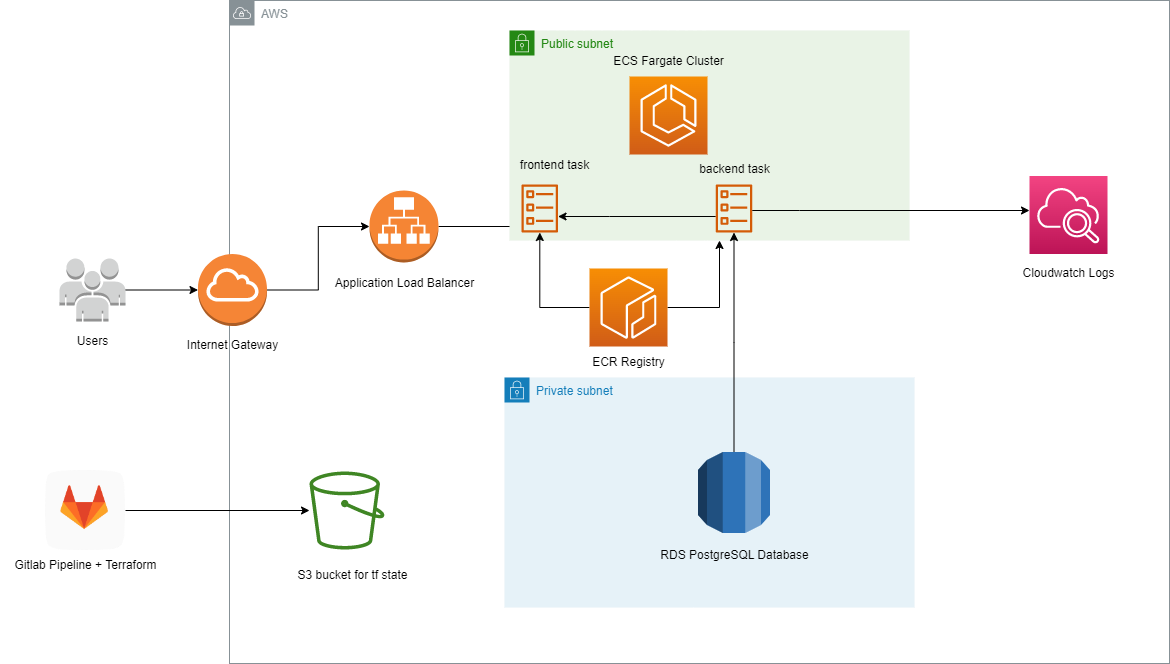 AWS
Public subnet
ECS Fargate Cluster
frontend task
backend task
Application Load Balancer
Cloudwatch Logs
Users
Internet Gateway
ECR Registry
Private subnet
RDS PostgreSQL Database
Gitlab Pipeline + Terraform
S3 bucket for tf state